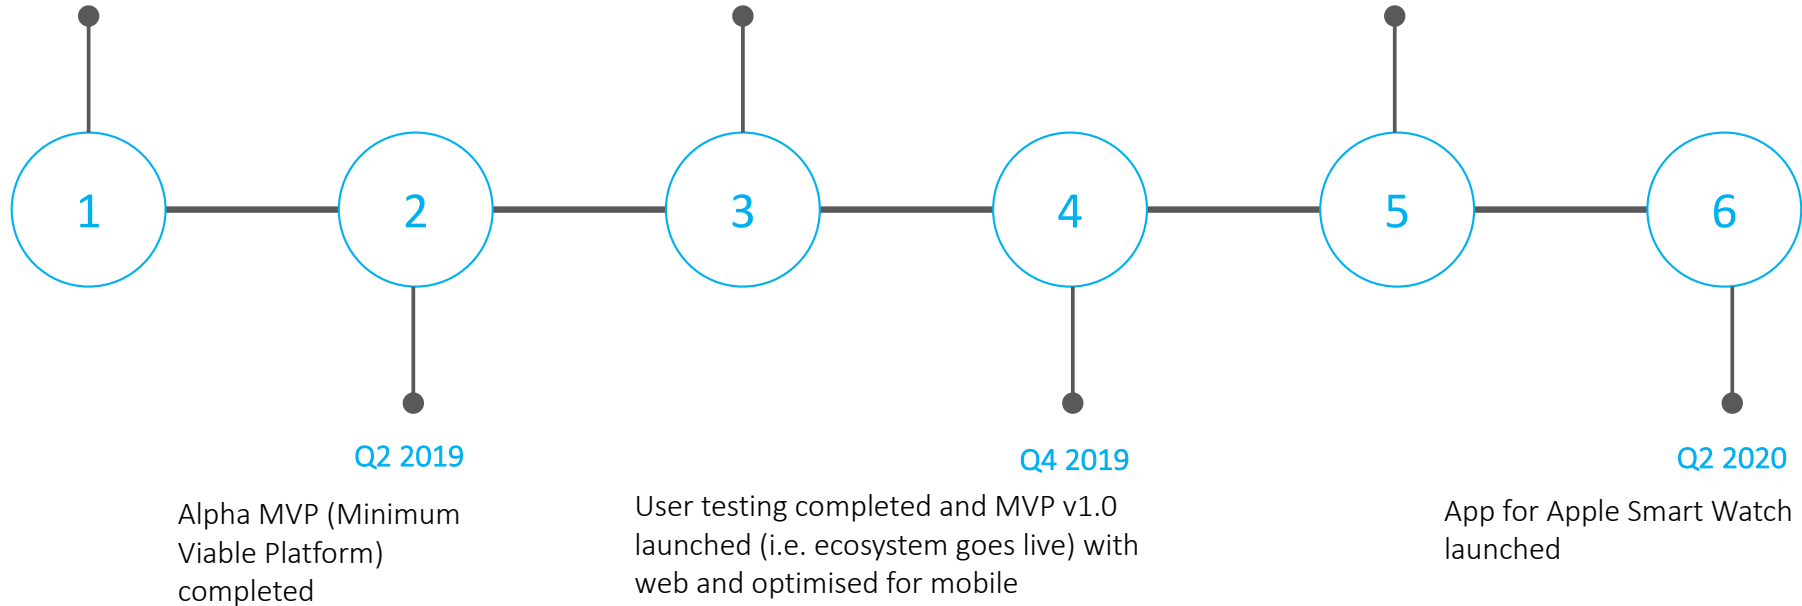 1
2
3
4
5
6
Q2 2019
Alpha MVP (Minimum
Viable Platform)
completed
Q4 2019
User testing completed and MVP v1.0
launched (i.e. ecosystem goes live) with
web and optimised for mobile
Q2 2020
App for Apple Smart Watch
launched